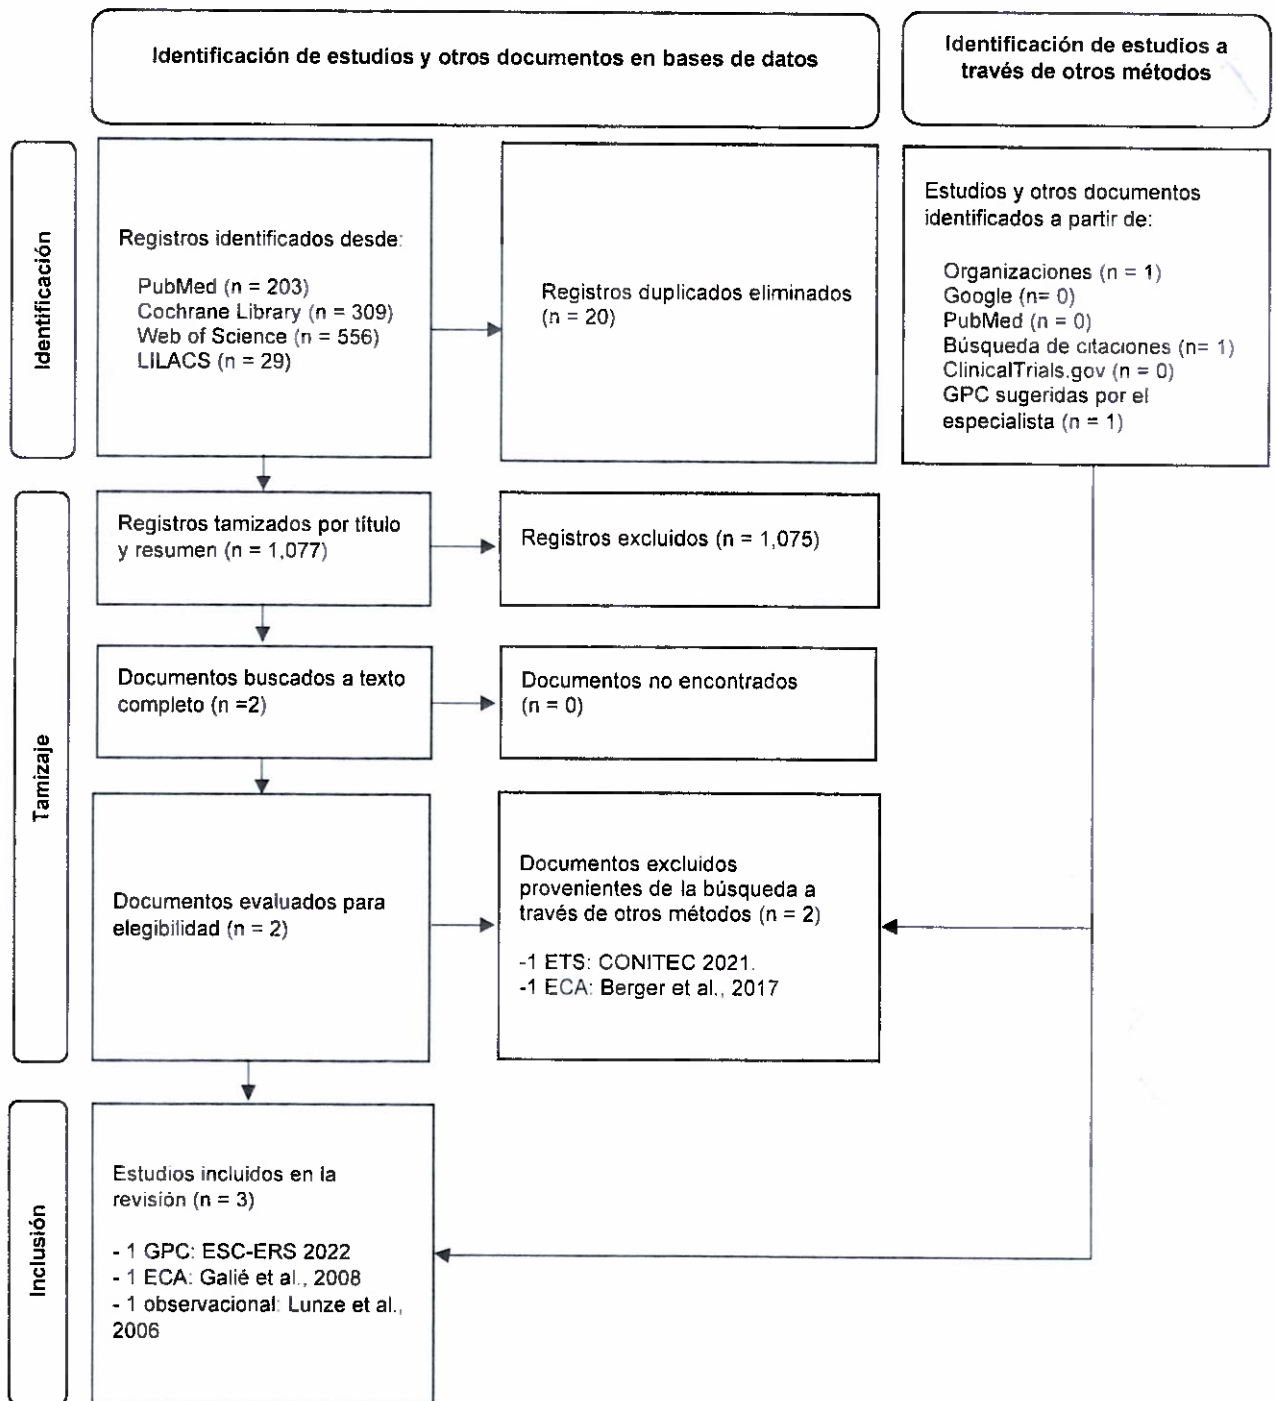 Identificación de estudios y otros documentos en bases de datos
Identificación de estudios a
través de otros métodos
Identificación
Registros identificados desde:
PubMed (n = 203)
Cochrane Library (n = 309)
Web of Science (n = 556)
LILACS (n = 29)
Registros duplicados eliminados
(n = 20)
Estudios y otros documentos
identificados a partir de:
Organizaciones (n = 1)
Google (n= 0)
PubMed (n = 0)
Búsqueda de citaciones (n= 1)
ClinicalTrials.gov (n = 0)
GPC sugeridas por el
especialista (n = 1)
Tamizaje
Registros tamizados por título
y resumen (n = 1,077)
Registros excluidos (n = 1,075)
Documentos buscados a texto
completo (n =2)
Documentos no encontrados
(n = 0)
Documentos evaluados para
elegibilidad (n = 2)
Documentos excluidos
provenientes de la búsqueda a
través de otros métodos (n = 2)
-1 ETS: CONITEC 2021.
-1 ECA: Berger et al., 2017
Inclusión
Estudios incluidos en la
revisión (n = 3)
- 1 GPC: ESC-ERS 2022
- 1 ECA: Galié et al., 2008
- 1 observacional: Lunze et al.,
2006